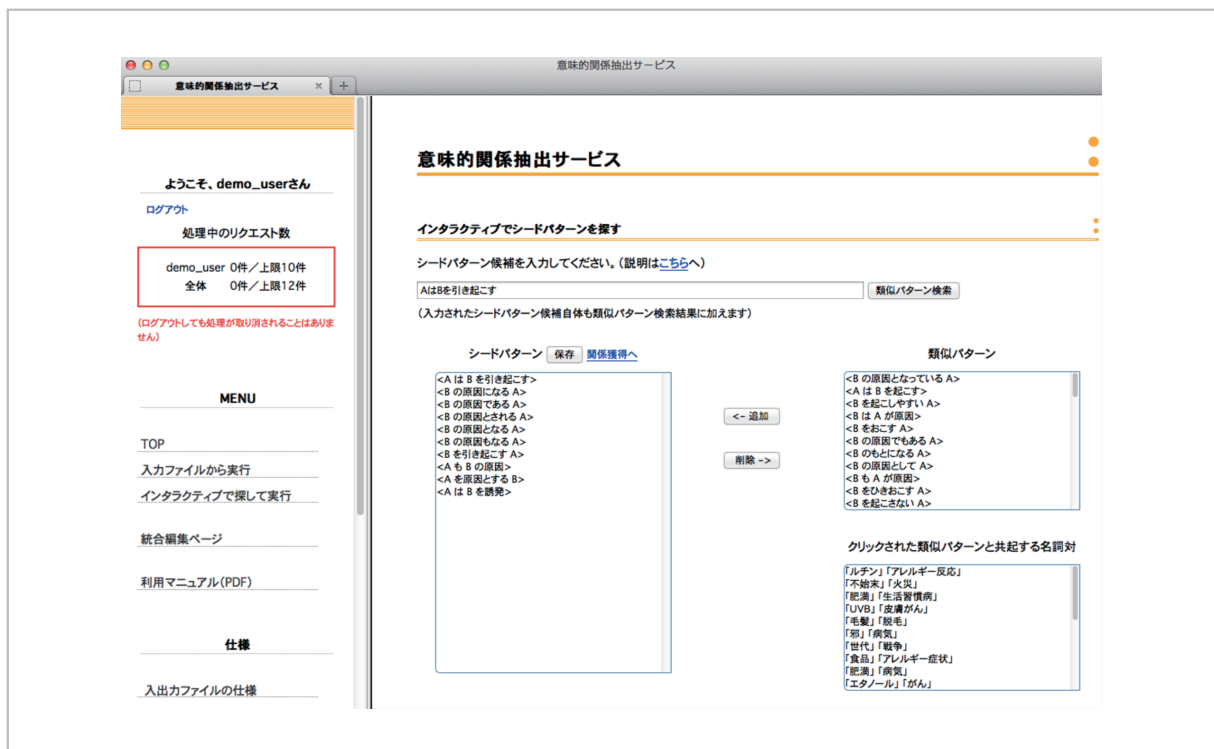 意味的関係抽出サービス
意味的関係抽出サービス
ようこそ、demo_userさん
ログアウト
処理中のリクエスト数
demo_user 0件／上限10件
全体 0件／上限12件
(ログアウトしても処理が取り消されることはありま
せん)
MENU
TOP
入力ファイルから実行
インタラクティブで探して実行
統合編集ページ
利用マニュアル(PDF)
仕様
入出力ファイルの仕様
意味的関係抽出サービス
インタラクティブでシードパターンを探す
シードパターン候補を入力してください。(説明はこちらへ)
AはBを引き起こす 類似パターン検索
(入力されたシードパターン候補自体も類似パターン検索結果に加えます)
シードパターン 保存 関係獲得へ
<A は B を引き起こす>
<B の原因になる A>
<B の原因である A>
<B の原因とされる A>
<B の原因となる A>
<B の原因もなる A>
<B を引き起こす A>
<A も B の原因>
<A を原因とする B>
<A は B を誘発>
<- 追加
削除 ->
類似パターン
<B の原因となっている A>
<A は B を起こす>
<B を起こしやすい A>
<B は A が原因>
<B をおこす A>
<B の原因でもある A>
<B のもとになる A>
<B の原因として A>
<B も A が原因>
<B をひきおこす A>
<B を起こさない A>
クリックされた類似パターンと共起する名詞対
「ルチン」「アレルギー反応」
「不始末」「火災」
「肥満」「生活習慣病」
「UVB」「皮膚がん」
「毛髪」「脱毛」
「邪」「病気」
「世代」「戦争」
「食品」「アレルギー症状」
「肥満」「病気」
「エタノール」「がん」